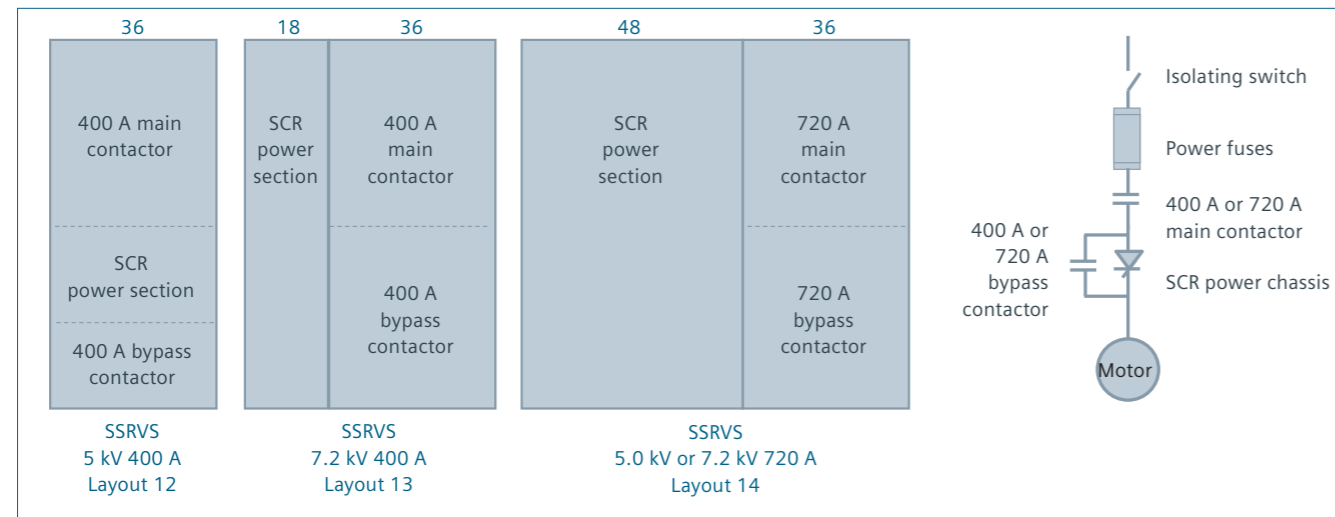 36
400 A main
contactor
SCR
power section
400 A bypass
contactor
SSRVS
5 kV 400 A
Layout 12
18
36
SCR
power
section
400 A
main
contactor
400 A
bypass
contactor
SSRVS
7.2 kV 400 A
Layout 13
48
36
SCR
power
section
720 A
main
contactor
720 A
bypass
contactor
SSRVS
5.0 kV or 7.2 kV 720 A
Layout 14
Isolating switch
Power fuses
400 A or 720 A
main contactor
400 A or
720 A
bypass
contactor
SCR power chassis
Motor